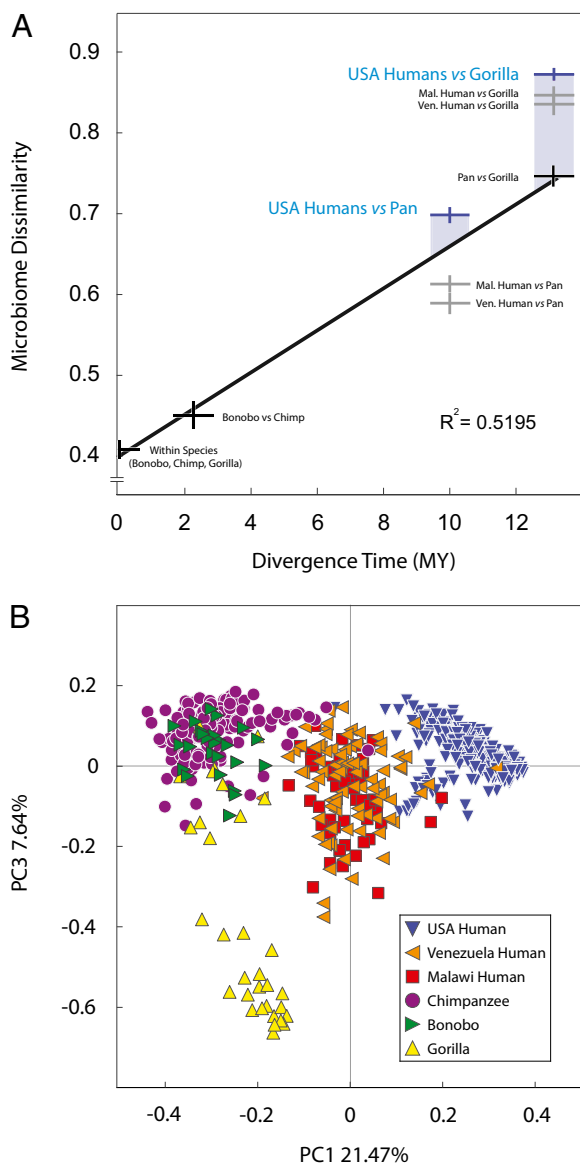 A
0.9
0.8
0.7
0.6
0.5
0.4
Microbiome Dissimilarity
USA Humans vs Gorilla
Mal. Human vs Gorilla
Ven. Human vs Gorilla
Pan vs Gorilla
USA Humans vs Pan
Mal. Human vs Pan
Ven. Human vs Pan
Bonobo vs Chimp
R² = 0.5195
Within Species
(Bonobo, Chimp, Gorilla)
0 2 4 6 8 10 12
Divergence Time (MY)
B
0.2
0
-0.2
-0.4
-0.6
PC3 7.64%
USA Human
Venezuela Human
Malawi Human
Chimpanzee
Bonobo
Gorilla
-0.4 -0.2 0 0.2 0.4
PC1 21.47%